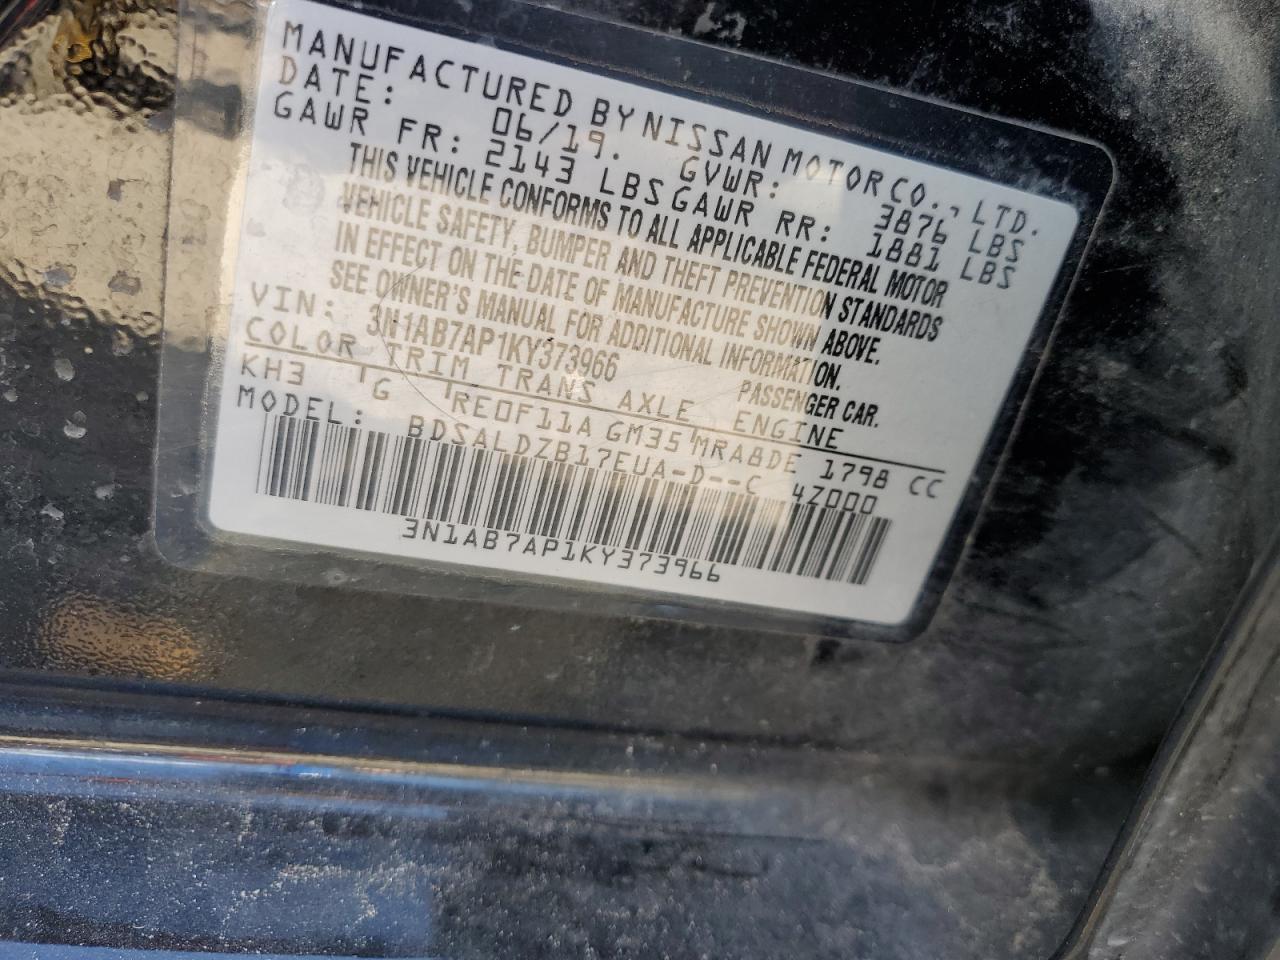 MANUFACTURED BY NISSAN MOTOR CO., LTD.
DATE: 06/19. GVWR: 3876 LBS
GAWR FR: 2143 LBS GAWR RR: 1881 LBS
THIS VEHICLE CONFORMS TO ALL APPLICABLE FEDERAL MOTOR
VEHICLE SAFETY, BUMPER AND THEFT PREVENTION STANDARDS
IN EFFECT ON THE DATE OF MANUFACTURE SHOWN ABOVE.
SEE OWNER'S MANUAL FOR ADDITIONAL INFORMATION.
VIN: 3N1AB7AP1KY373966 PASSENGER CAR.
COLOR TRIM TRANS AXLE ENGINE
KH3 G RE0F11A GM35 MRA8DE 1798 CC
MODEL: BDSALDZB17EUA-D--C 4Z000
3N1AB7AP1KY373966